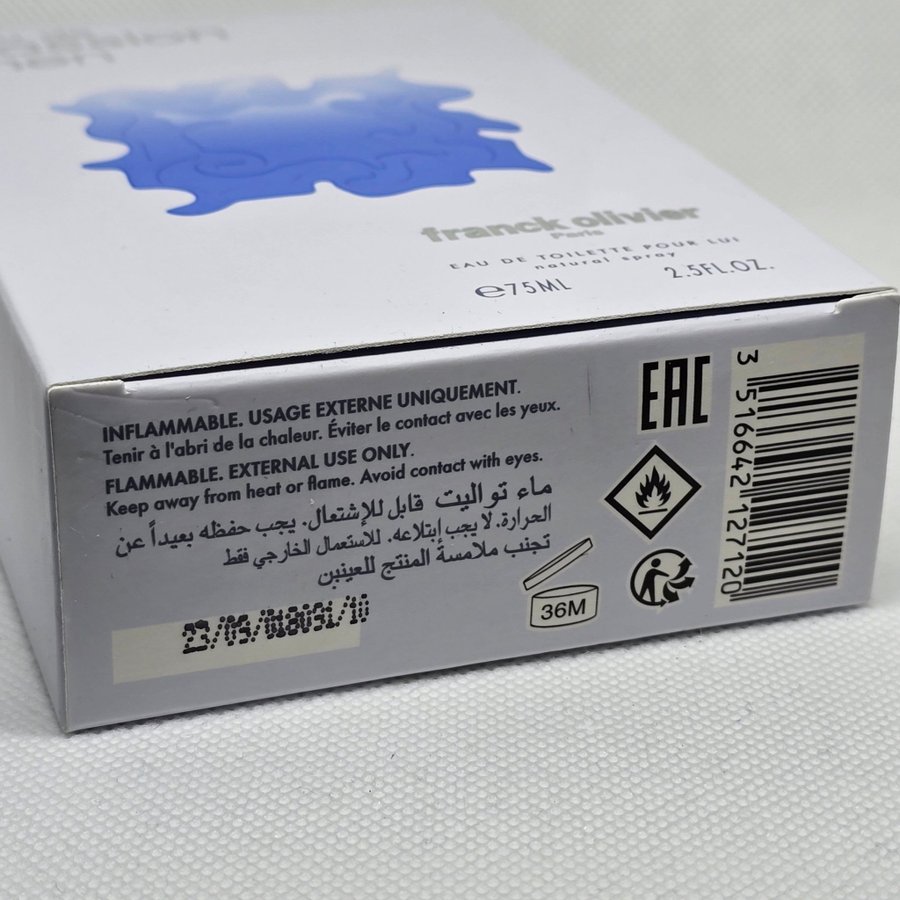 franck olivier
Paris
EAU DE TOILETTE POUR LUI
natural spray
℮75ML 2.5FL.OZ.
INFLAMMABLE. USAGE EXTERNE UNIQUEMENT.
Tenir à l'abri de la chaleur. Éviter le contact avec les yeux.
FLAMMABLE. EXTERNAL USE ONLY.
Keep away from heat or flame. Avoid contact with eyes.
ماء تواليت قابل للإشتعال. يجب حفظه بعيداً عن
الحرارة. لا يجب إبتلاعه. للاستعمال الخارجي فقط
تجنب ملامسة المنتج للعينين
EAC
36M
3 516642 127120